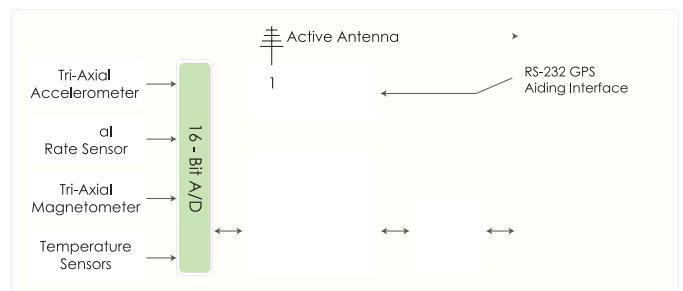 Active Antenna
1
RS-232 GPS
Aiding Interface
Tri-Axial
Accelerometer
al
Rate Sensor
Tri-Axial
Magnetometer
Temperature
Sensors
16 - Bit A/D